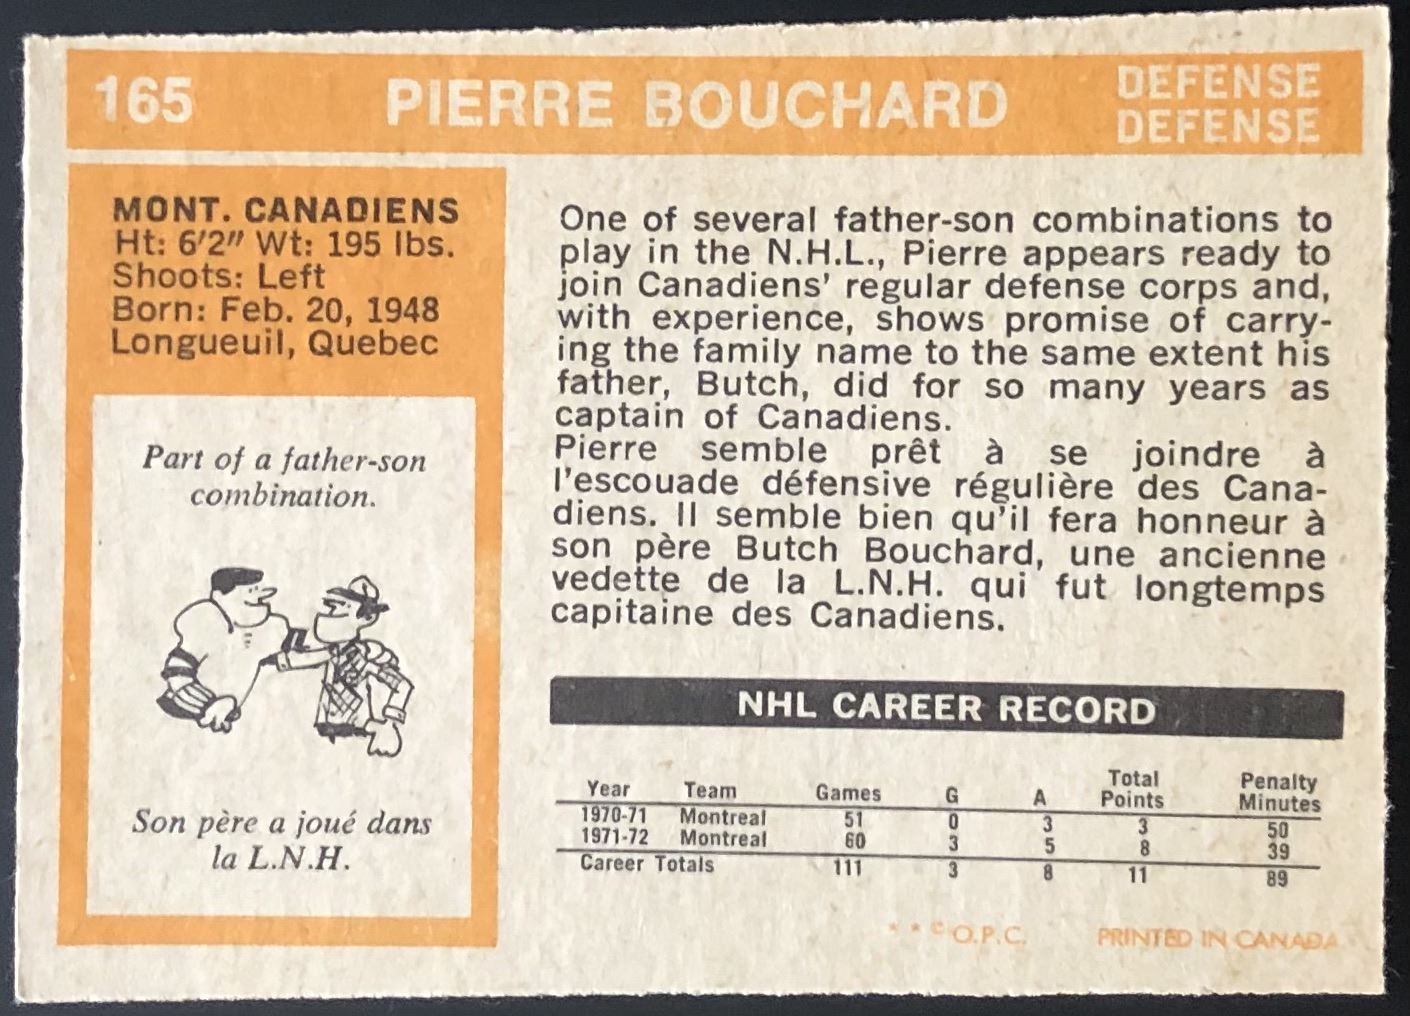 165 PIERRE BOUCHARD DEFENSE
DEFENSE
MONT. CANADIENS
Ht: 6'2" Wt: 195 lbs.
Shoots: Left
Born: Feb. 20, 1948
Longueuil, Quebec
Part of a father-son
combination.
Son père a joué dans
la L.N.H.
One of several father-son combinations to
play in the N.H.L., Pierre appears ready to
join Canadiens' regular defense corps and,
with experience, shows promise of carry-
ing the family name to the same extent his
father, Butch, did for so many years as
captain of Canadiens.
Pierre semble prêt à se joindre à
l'escouade défensive régulière des Cana-
diens. Il semble bien qu'il fera honneur à
son père Butch Bouchard, une ancienne
vedette de la L.N.H. qui fut longtemps
capitaine des Canadiens.
NHL CAREER RECORD
Year Team Games G A Total Points Penalty Minutes
1970-71 Montreal 51 0 3 3 50
1971-72 Montreal 60 3 5 8 39
Career Totals 111 3 8 11 89
* * © O.P.C. PRINTED IN CANADA